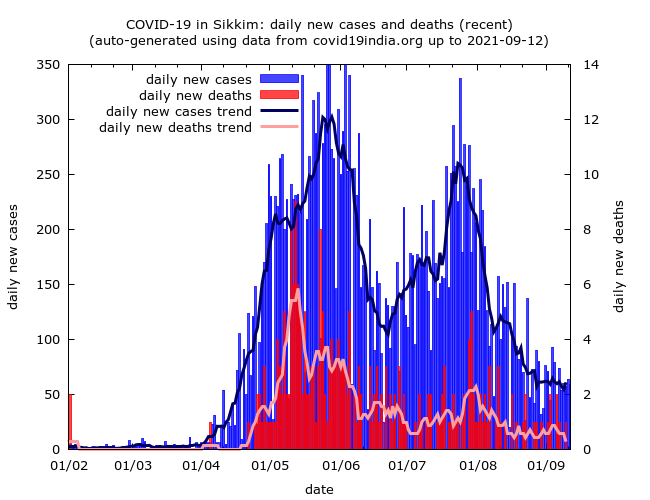 COVID-19 in Sikkim: daily new cases and deaths (recent)
(auto-generated using data from covid19india.org up to 2021-09-12)
350
300
250
200
150
100
50
0
14
12
10
8
6
4
2
0
daily new cases
daily new deaths
daily new cases trend
daily new deaths trend
daily new cases
daily new deaths
01/02 01/03 01/04 01/05 01/06 01/07 01/08 01/09
date